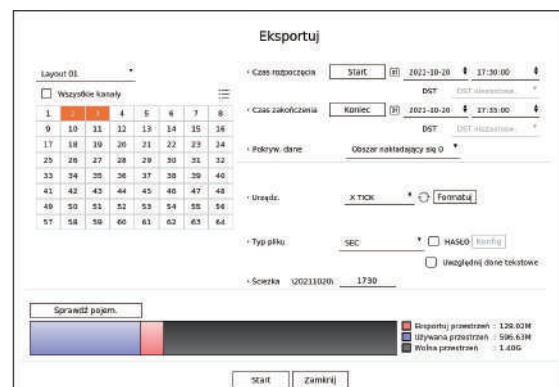 Eksportuj
Layout 01
Wszystkie kanały
1 2 3 4 5 6 7 8
9 10 11 12 13 14 15 16
17 18 19 20 21 22 23 24
25 26 27 28 29 30 31 32
33 34 35 36 37 38 39 40
41 42 43 44 45 46 47 48
49 50 51 52 53 54 55 56
57 58 59 60 61 62 63 64
Czas rozpoczęcia Start 2021-10-20 17:30:00
DST DST niezastosow.
Czas zakończenia Koniec 2021-10-20 17:35:00
DST DST niezastosow.
Pokryw. dane Obszar nakładający się 0
Urządz. X TICK Formatuj
Typ pliku SEC HASŁO Konfig
Uwzględnij dane tekstowe
Ścieżka \20211020\ 1730
Sprawdź pojem.
Eksportuj przestrzeń : 128.02M
Używana przestrzeń : 596.63M
Wolna przestrzeń : 1.40G
Start Zamknij